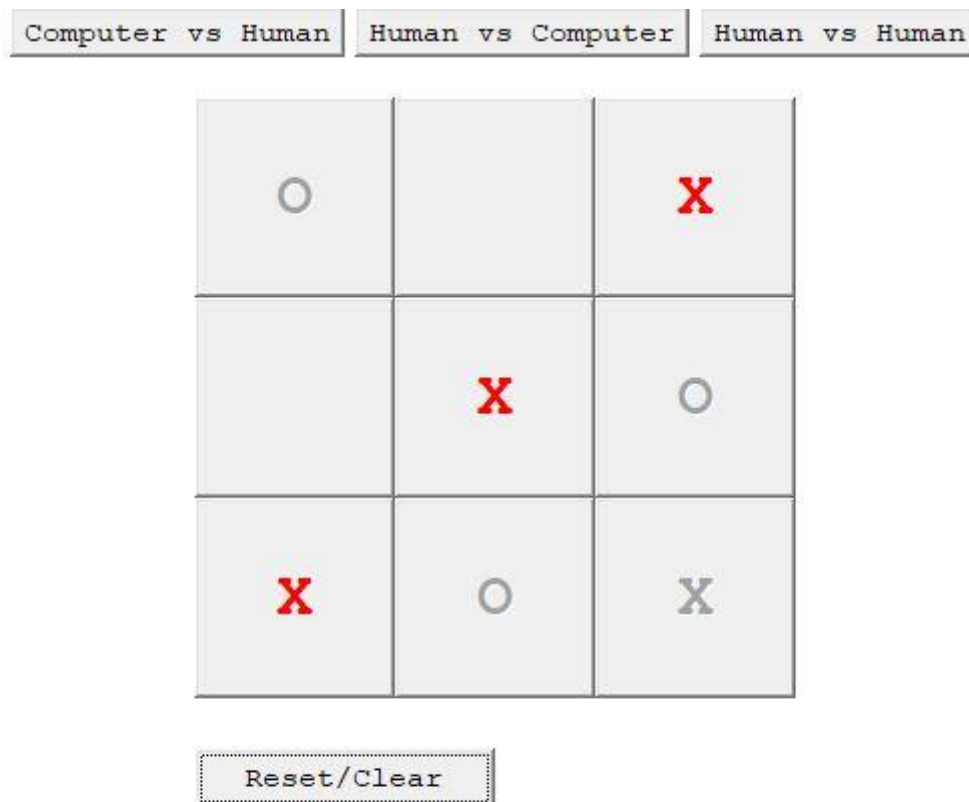 Computer vs Human Human vs Computer Human vs Human
O X
X O
X O X
Reset/Clear